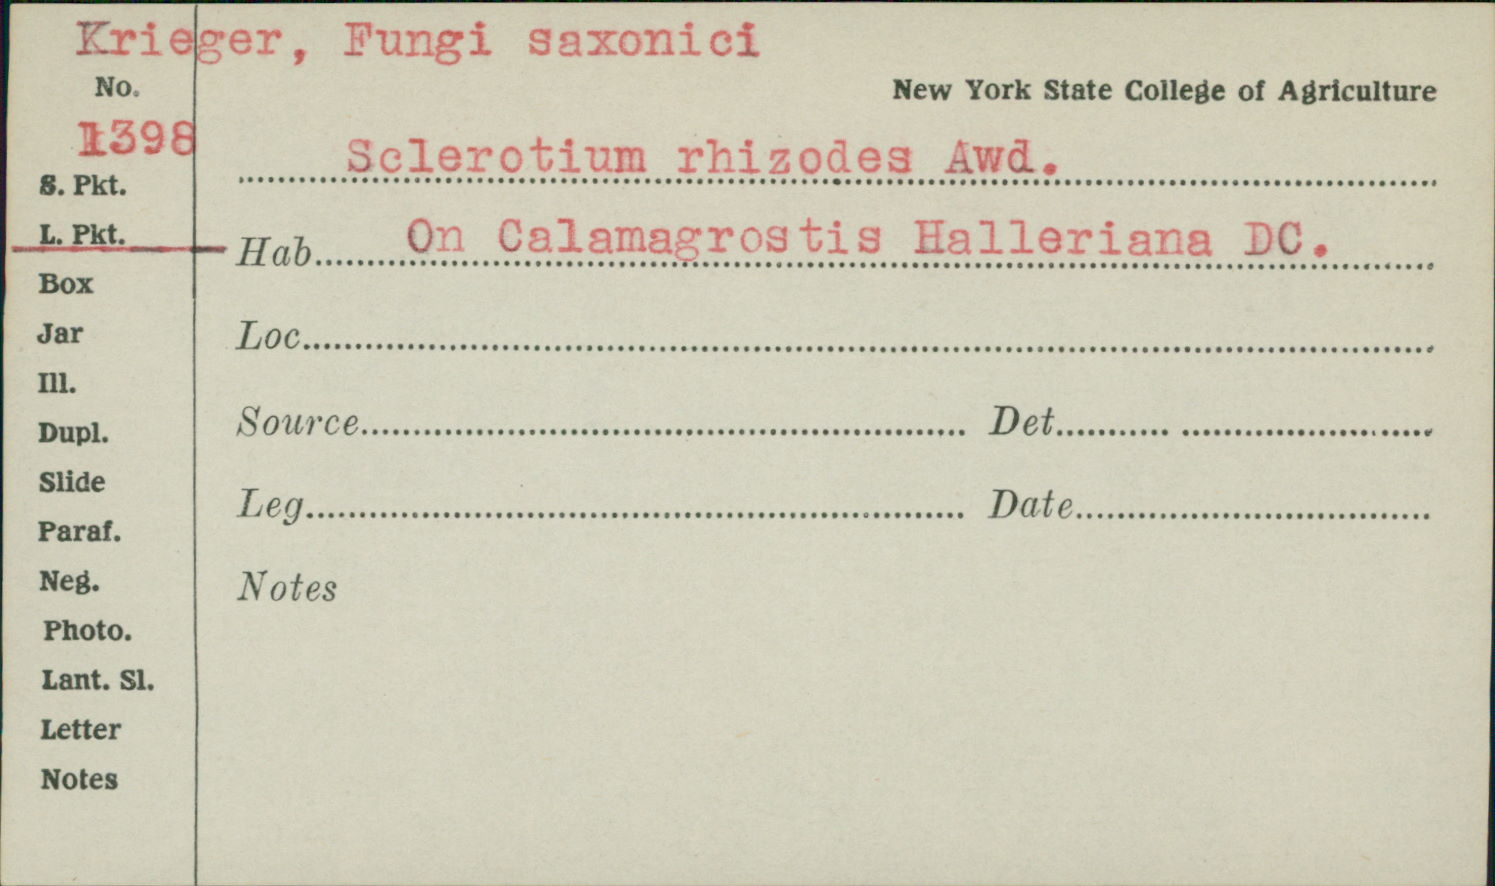 Krieger, Fungi saxonici
No.
New York State College of Agriculture
1398
Sclerotium rhizodes Awd.
S. Pkt.
L. Pkt.
Hab. On Calamagrostis Halleriana DC.
Box
Jar
Loc.
Ill.
Dupl.
Source Det.
Slide
Leg. Date
Paraf.
Neg.
Notes
Photo.
Lant. Sl.
Letter
Notes